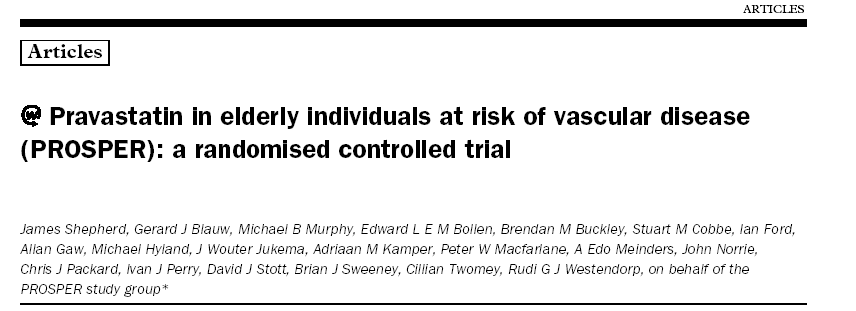 ARTICLES
Articles
Pravastatin in elderly individuals at risk of vascular disease
(PROSPER): a randomised controlled trial
James Shepherd, Gerard J Blauw, Michael B Murphy, Edward L E M Bollen, Brendan M Buckley, Stuart M Cobbe, Ian Ford,
Allan Gaw, Michael Hyland, J Wouter Jukema, Adriaan M Kamper, Peter W Macfarlane, A Edo Meinders, John Norrie,
Chris J Packard, Ivan J Perry, David J Stott, Brian J Sweeney, Cillian Twomey, Rudi G J Westendorp, on behalf of the
PROSPER study group*